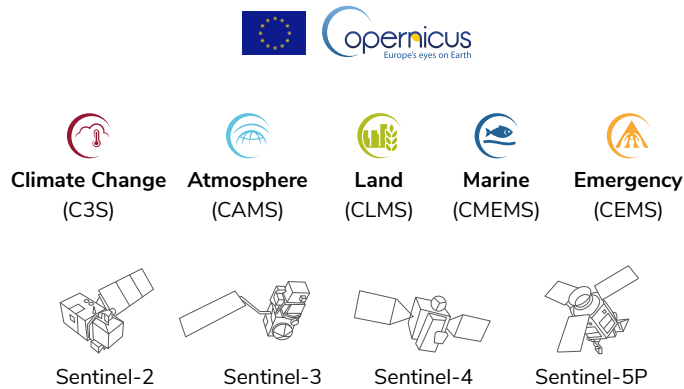 Copernicus
Europe's eyes on Earth
Climate Change Atmosphere Land Marine Emergency
(C3S) (CAMS) (CLMS) (CMEMS) (CEMS)
Sentinel-2 Sentinel-3 Sentinel-4 Sentinel-5P